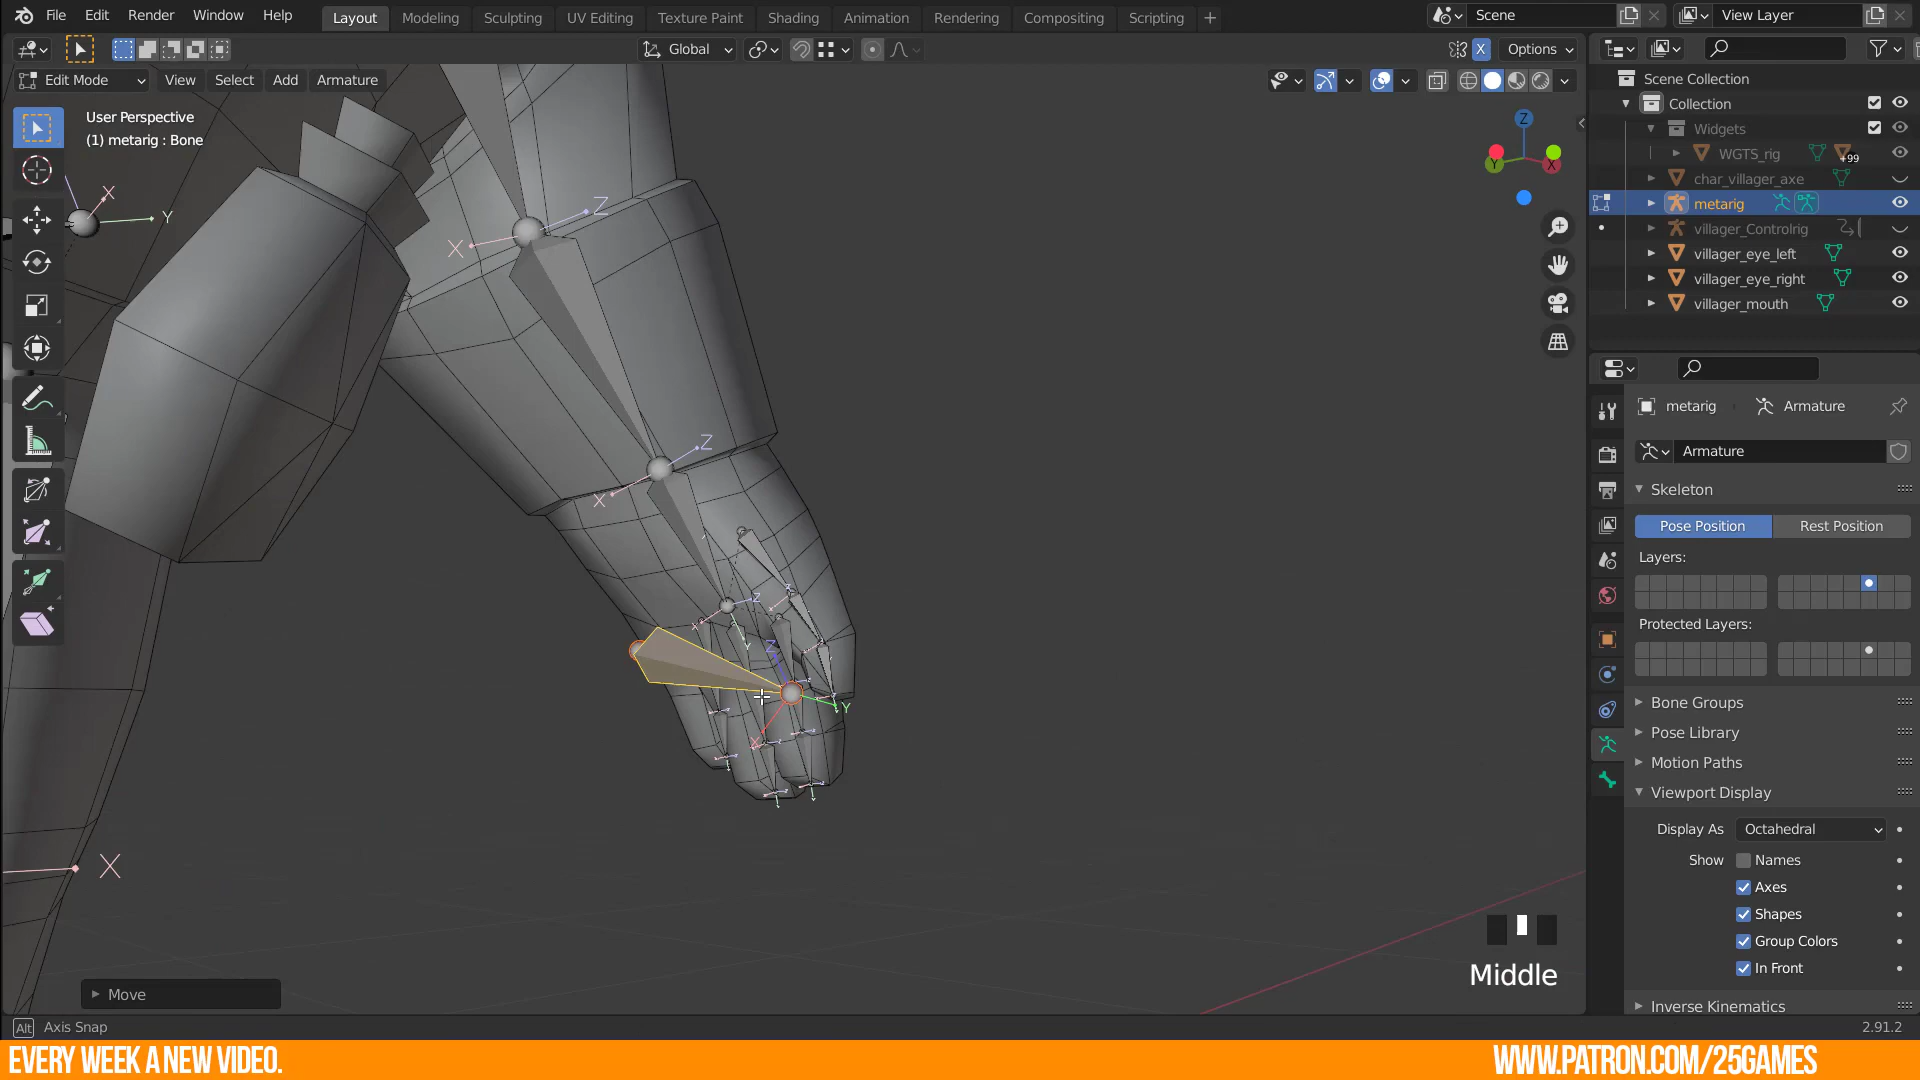 File Edit Render Window Help
Layout Modeling Sculpting UV Editing Texture Paint Shading Animation Rendering Compositing Scripting +
Scene
View Layer
Global
X
Options
Edit Mode View Select Add Armature
User Perspective
(1) metarig : Bone
Scene Collection
Collection
Widgets
WGTS_rig
+99
char_villager_axe
metarig
villager_Controlrig
villager_eye_left
villager_eye_right
villager_mouth
metarig
Armature
Armature
Skeleton
Pose Position
Rest Position
Layers:
Protected Layers:
Bone Groups
Pose Library
Motion Paths
Viewport Display
Display As
Octahedral
Show
Names
Axes
Shapes
Group Colors
In Front
Inverse Kinematics
Z
Y
X
X
Y
Z
X
Z
X
Z
X
Y
Z
Y
X
X
Middle
Move
Alt
Axis Snap
2.91.2
EVERY WEEK A NEW VIDEO.
WWW.PATRON.COM/25GAMES